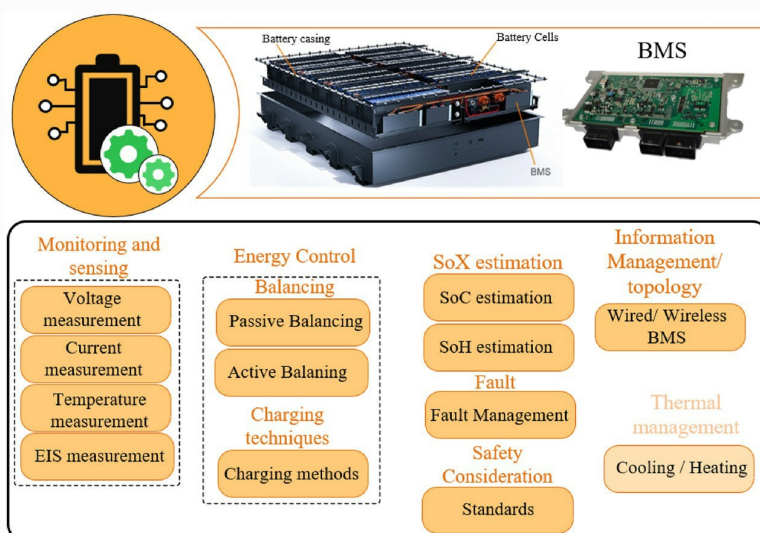 Battery casing
Battery Cells
BMS
BMS
Monitoring and
sensing
Voltage
measurement
Current
measurement
Temperature
measurement
EIS measurement
Energy Control
Balancing
Passive Balancing
Active Balaning
Charging
techniques
Charging methods
SoX estimation
SoC estimation
SoH estimation
Fault
Fault Management
Safety
Consideration
Standards
Information
Management/
topology
Wired/ Wireless
BMS
Thermal
management
Cooling / Heating